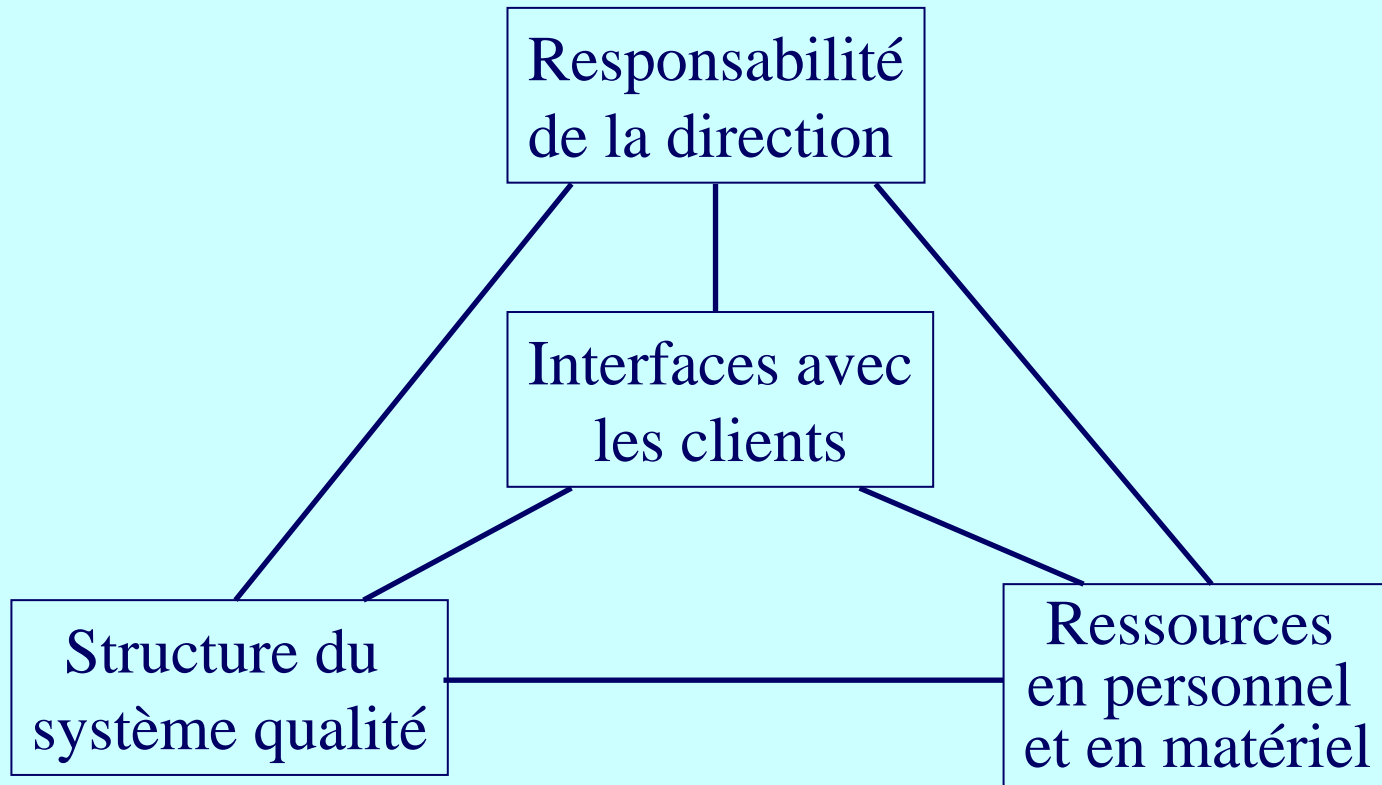 Responsabilité
de la direction
Interfaces avec
les clients
Structure du
système qualité
Ressources
en personnel
et en matériel